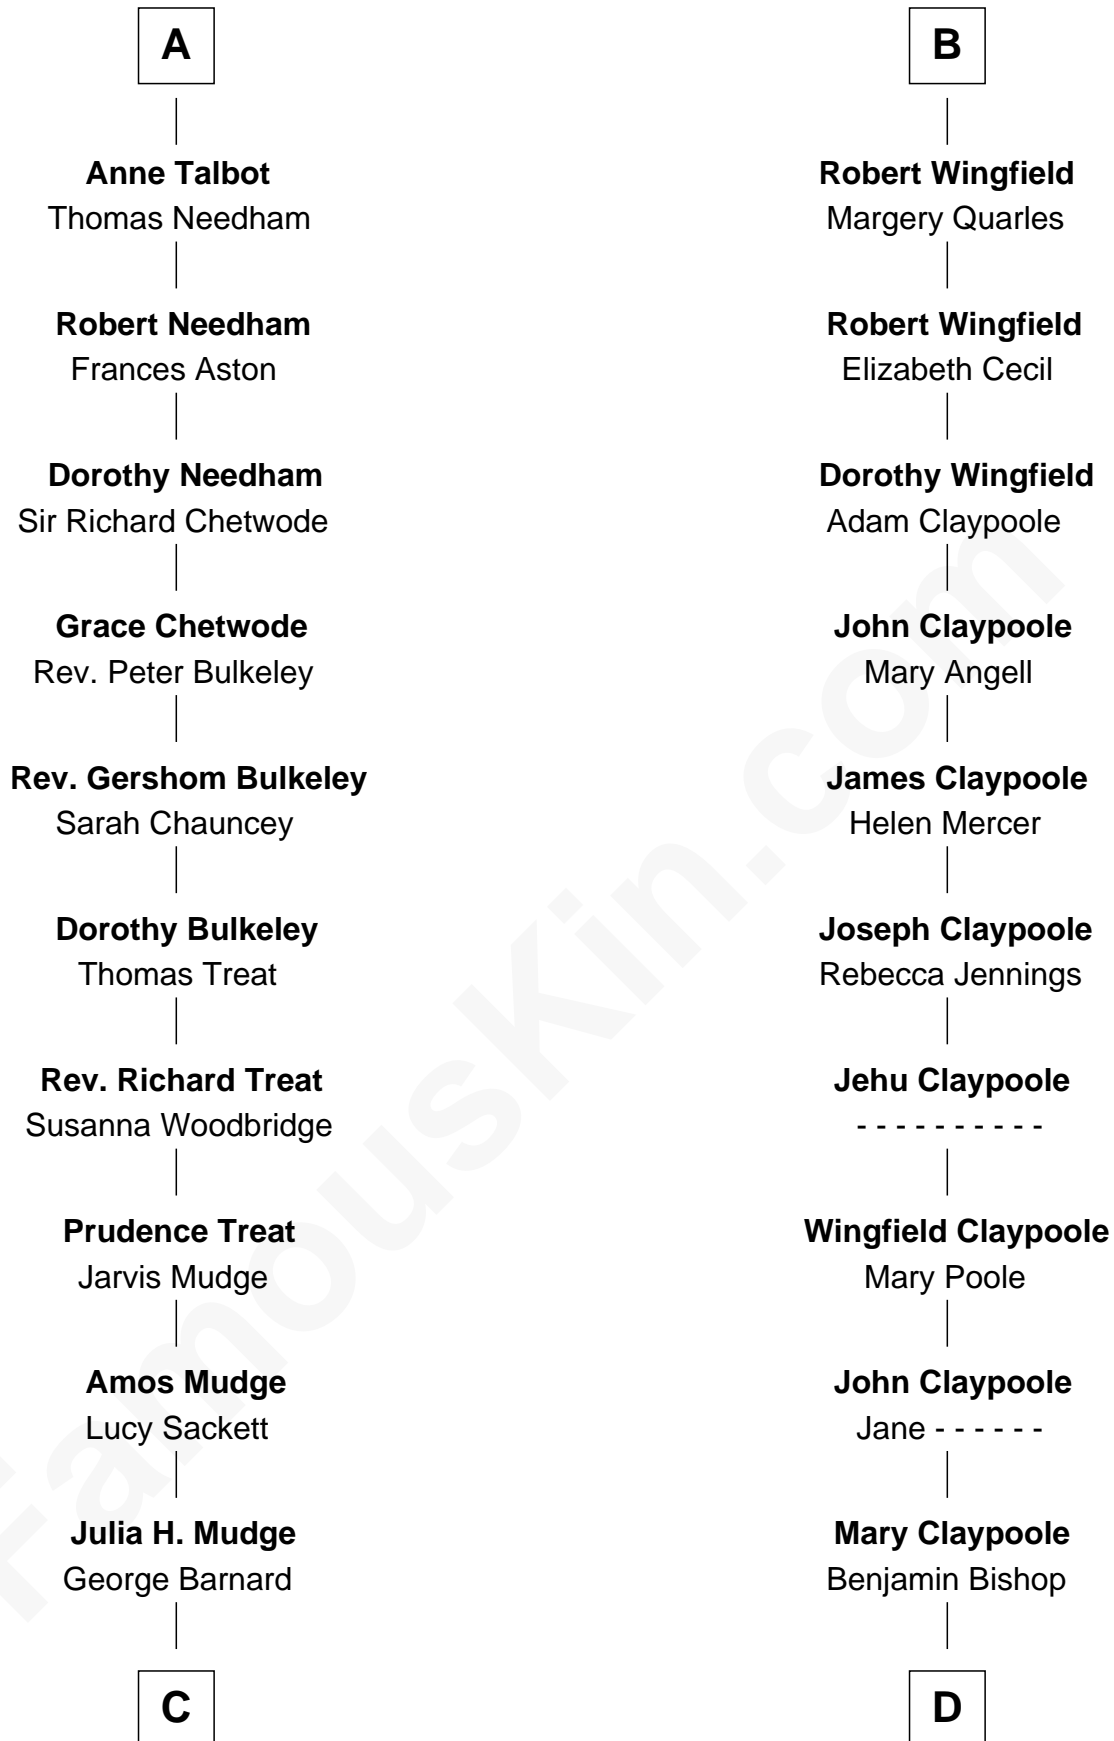 A
Anne Talbot
Thomas Needham
Robert Needham
Frances Aston
Dorothy Needham
Sir Richard Chetwode
Grace Chetwode
Rev. Peter Bulkeley
Rev. Gershom Bulkeley
Sarah Chauncey
Dorothy Bulkeley
Thomas Treat
Rev. Richard Treat
Susanna Woodbridge
Prudence Treat
Jarvis Mudge
Amos Mudge
Lucy Sackett
Julia H. Mudge
George Barnard
C
B
Robert Wingfield
Margery Quarles
Robert Wingfield
Elizabeth Cecil
Dorothy Wingfield
Adam Claypoole
John Claypoole
Mary Angell
James Claypoole
Helen Mercer
Joseph Claypoole
Rebecca Jennings
Jehu Claypoole
- - - - - - - - - -
Wingfield Claypoole
Mary Poole
John Claypoole
Jane - - - - - -
Mary Claypoole
Benjamin Bishop
D
FamousKin.com